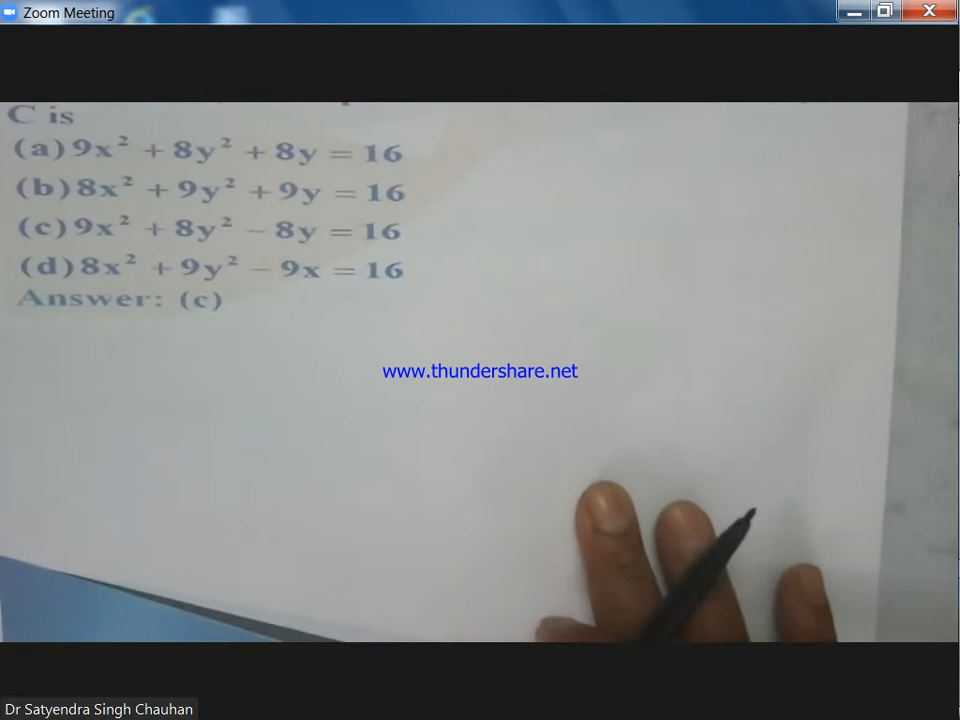 Zoom Meeting
C is
(a) 9x² + 8y² + 8y = 16
(b) 8x² + 9y² + 9y = 16
(c) 9x² + 8y² − 8y = 16
(d) 8x² + 9y² − 9x = 16
Answer: (c)
www.thundershare.net
Dr Satyendra Singh Chauhan